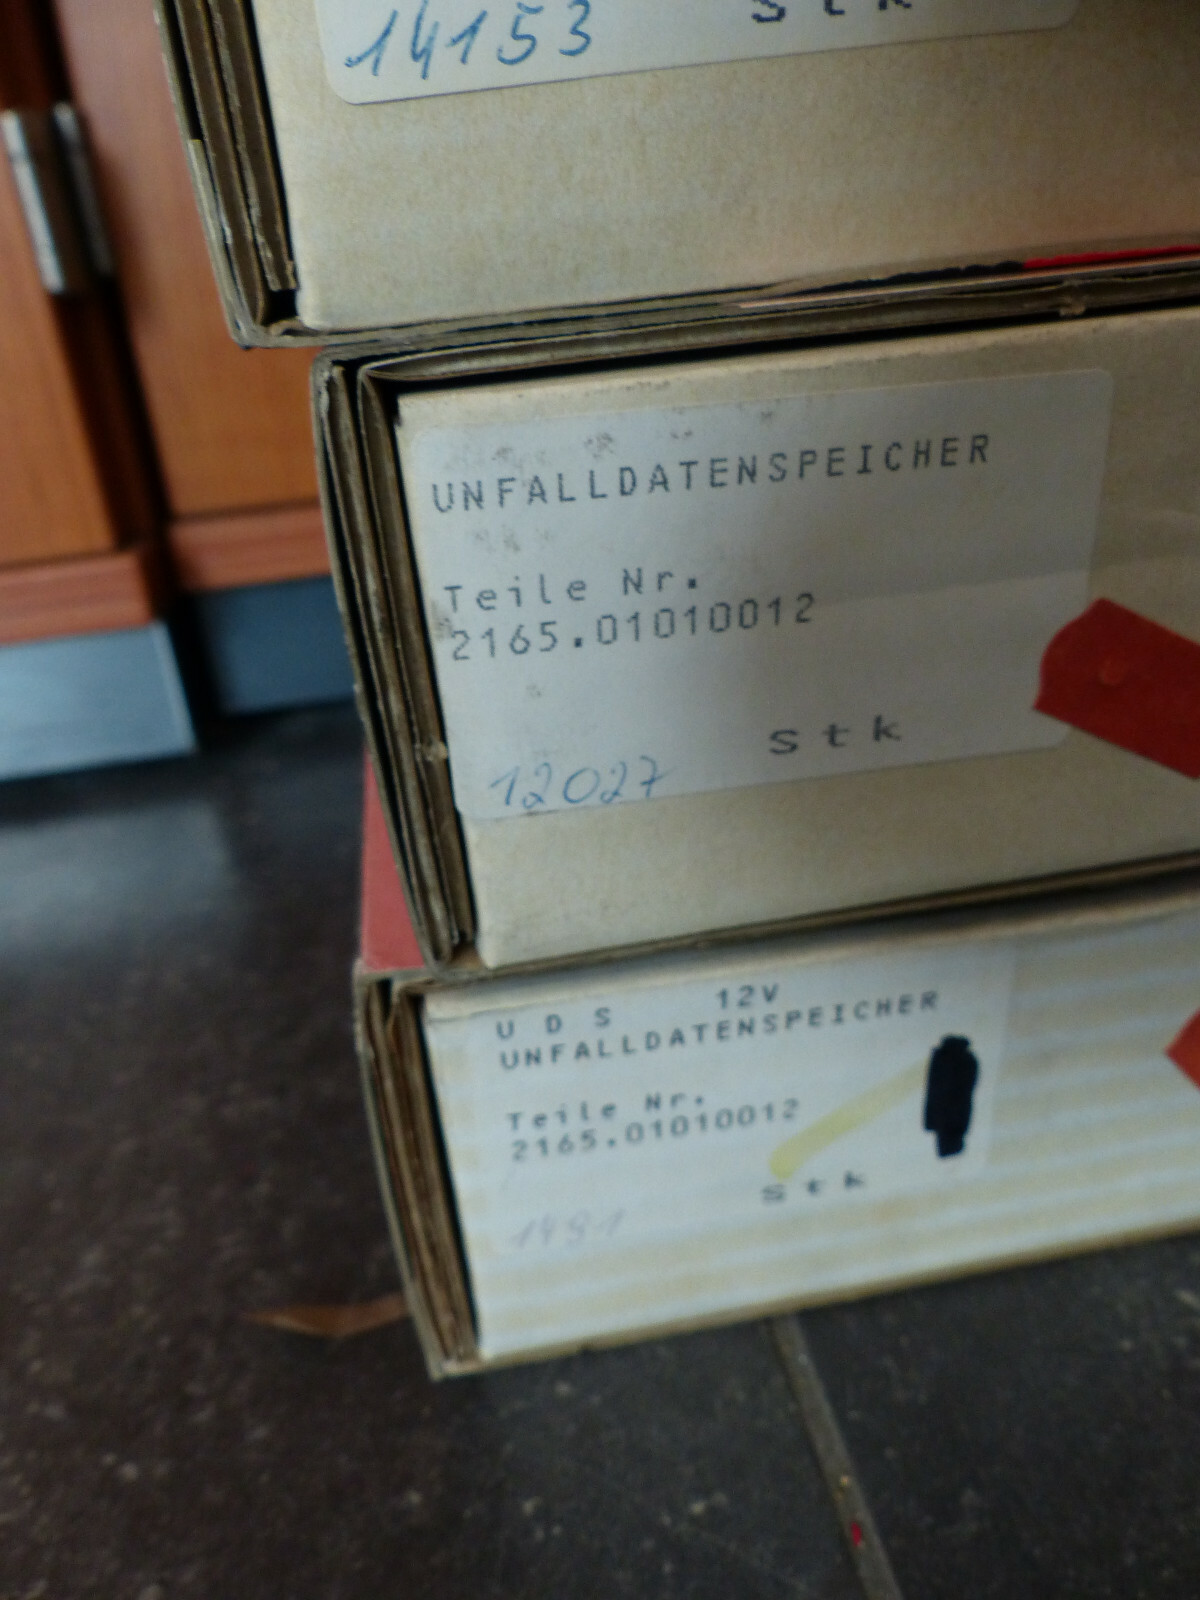 14153 Stk
UNFALLDATENSPEICHER
Teile Nr.
2165.01010012
Stk
12027
U D S 12V
UNFALLDATENSPEICHER
Teile Nr.
2165.01010012
Stk